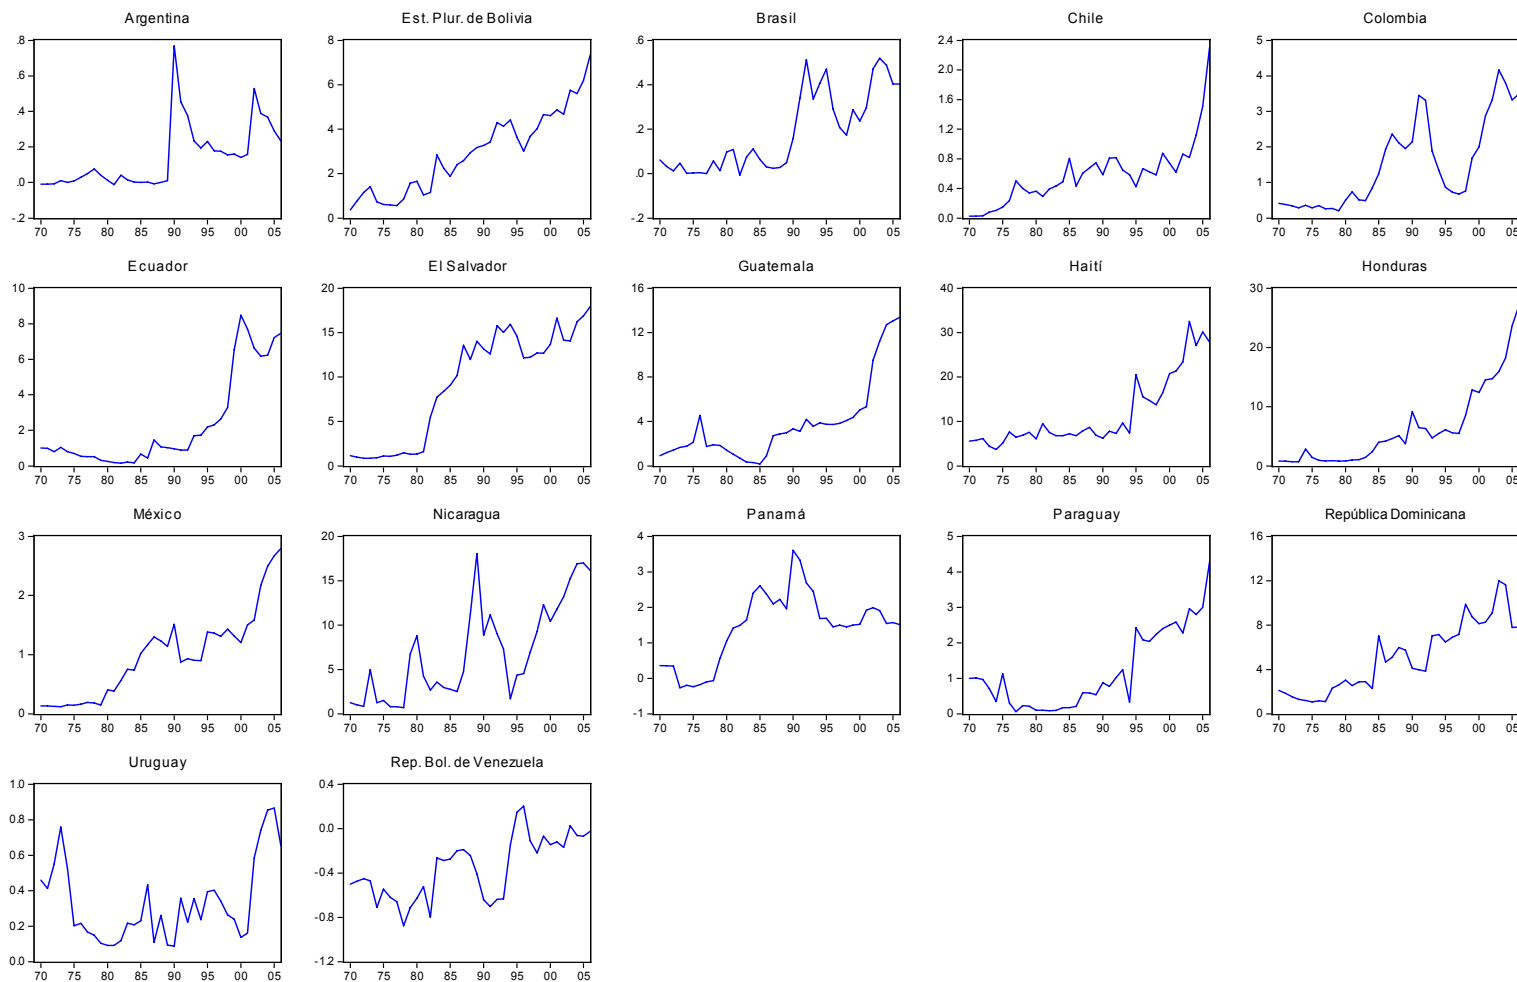 Argentina
.8
.6
.4
.2
.0
-.2
70 75 80 85 90 95 00 05
Est. Plur. de Bolivia
8
6
4
2
0
70 75 80 85 90 95 00 05
Brasil
.6
.4
.2
.0
-.2
70 75 80 85 90 95 00 05
Chile
2.4
2.0
1.6
1.2
0.8
0.4
0.0
70 75 80 85 90 95 00 05
Colombia
5
4
3
2
1
0
70 75 80 85 90 95 00 05
Ecuador
10
8
6
4
2
0
70 75 80 85 90 95 00 05
El Salvador
20
15
10
5
0
70 75 80 85 90 95 00 05
Guatemala
16
12
8
4
0
70 75 80 85 90 95 00 05
Haití
40
30
20
10
0
70 75 80 85 90 95 00 05
Honduras
30
20
10
0
70 75 80 85 90 95 00 05
México
3
2
1
0
70 75 80 85 90 95 00 05
Nicaragua
20
15
10
5
0
70 75 80 85 90 95 00 05
Panamá
4
3
2
1
0
-1
70 75 80 85 90 95 00 05
Paraguay
5
4
3
2
1
0
70 75 80 85 90 95 00 05
República Dominicana
16
12
8
4
0
70 75 80 85 90 95 00 05
Uruguay
1.0
0.8
0.6
0.4
0.2
0.0
70 75 80 85 90 95 00 05
Rep. Bol. de Venezuela
0.4
0.0
-0.4
-0.8
-1.2
70 75 80 85 90 95 00 05